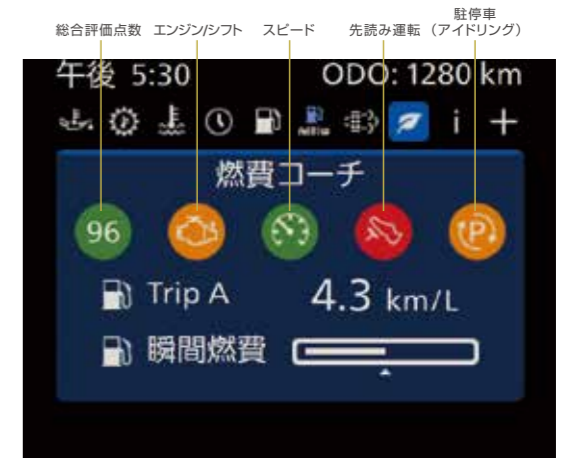 総合評価点数 エンジン/シフト スピード 先読み運転 駐停車
(アイドリング)
午後 5:30 ODO: 1280 km
i
燃費コーチ
96
P
Trip A 4.3 km/L
瞬間燃費